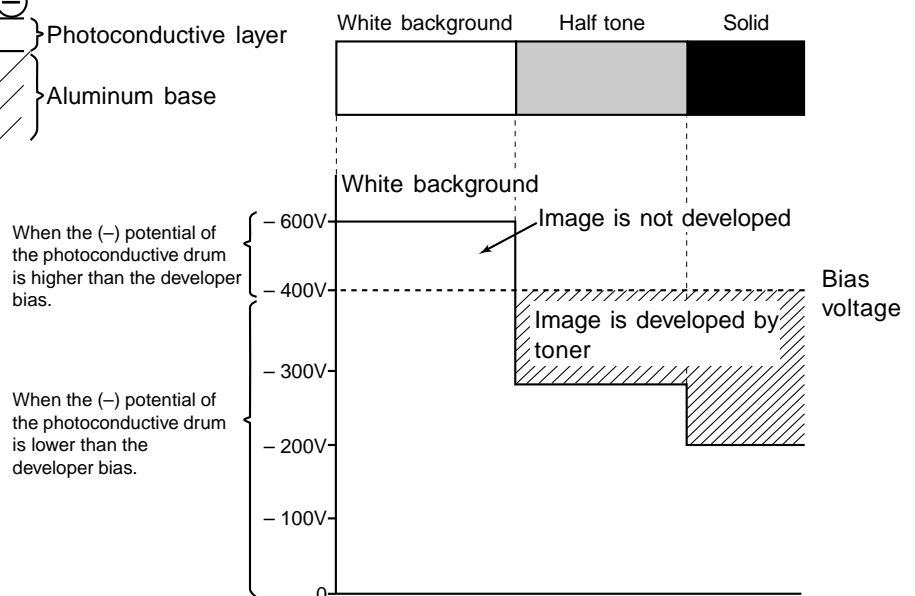 –
Photoconductive layer
Aluminum base
White background
Half tone
Solid
White background
When the (–) potential of
the photoconductive drum
is higher than the developer
bias.
When the (–) potential of
the photoconductive drum
is lower than the
developer bias.
– 600V
– 400V
– 300V
– 200V
– 100V
0
Image is not developed
Image is developed by
toner
Bias
voltage